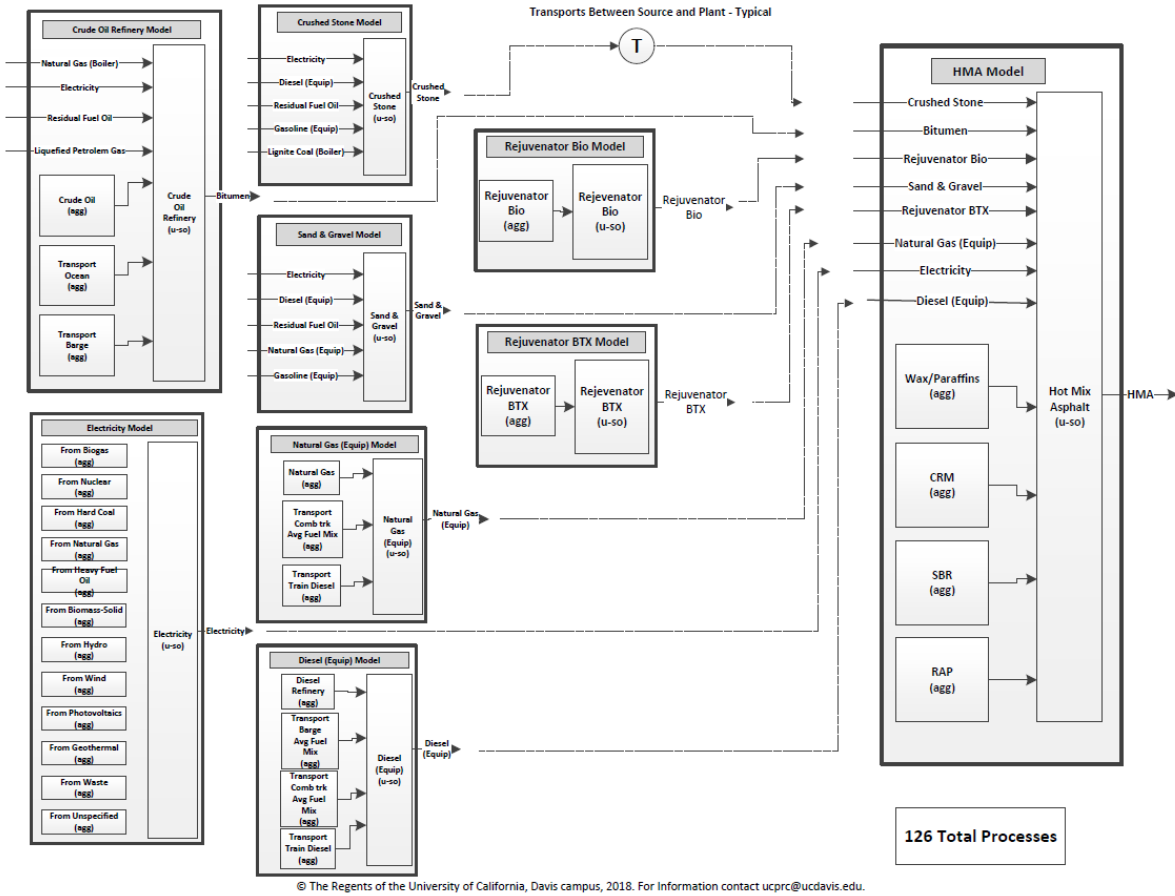 Transports Between Source and Plant - Typical
T
Crude Oil Refinery Model
Natural Gas (Boiler)
Electricity
Residual Fuel Oil
Liquefied Petrolem Gas
Crude Oil
(agg)
Transport
Ocean
(agg)
Transport
Barge
(agg)
Crude
Oil
Refinery
(u-so)
Bitumen
Crushed Stone Model
Electricity
Diesel (Equip)
Residual Fuel Oil
Gasoline (Equip)
Lignite Coal (Boiler)
Crushed
Stone
(u-so)
Crushed
Stone
Sand & Gravel Model
Electricity
Diesel (Equip)
Residual Fuel Oil
Natural Gas (Equip)
Gasoline (Equip)
Sand &
Gravel
(u-so)
Sand &
Gravel
Rejuvenator Bio Model
Rejuvenator
Bio
(agg)
Rejevenator
Bio
(u-so)
Rejuvenator
Bio
Rejuvenator BTX Model
Rejuvenator
BTX
(agg)
Rejevenator
BTX
(u-so)
Rejuvenator
BTX
Electricity Model
From Biogas
(agg)
From Nuclear
(agg)
From Hard Coal
(agg)
From Natural Gas
(agg)
From Heavy Fuel
Oil
(agg)
From Biomass-Solid
(agg)
From Hydro
(agg)
From Wind
(agg)
From Photovoltaics
(agg)
From Geothermal
(agg)
From Waste
(agg)
From Unspecified
(agg)
Electricity
(u-so)
Electricity
Natural Gas (Equip) Model
Natural Gas
(agg)
Transport
Comb trk
Avg Fuel Mix
(agg)
Transport
Train Diesel
(agg)
Natural
Gas
(Equip)
(u-so)
Natural Gas
(Equip)
Diesel (Equip) Model
Diesel
Refinery
(agg)
Transport
Barge
Avg Fuel
Mix
(agg)
Transport
Comb trk
Avg Fuel
Mix
(agg)
Transport
Train Diesel
(agg)
Diesel
(Equip)
(u-so)
Diesel
(Equip)
HMA Model
Crushed Stone
Bitumen
Rejuvenator Bio
Sand & Gravel
Rejuvenator BTX
Natural Gas (Equip)
Electricity
Diesel (Equip)
Wax/Paraffins
(agg)
CRM
(agg)
SBR
(agg)
RAP
(agg)
Hot Mix
Asphalt
(u-so)
HMA
126 Total Processes
© The Regents of the University of California, Davis campus, 2018. For Information contact ucprc@ucdavis.edu.